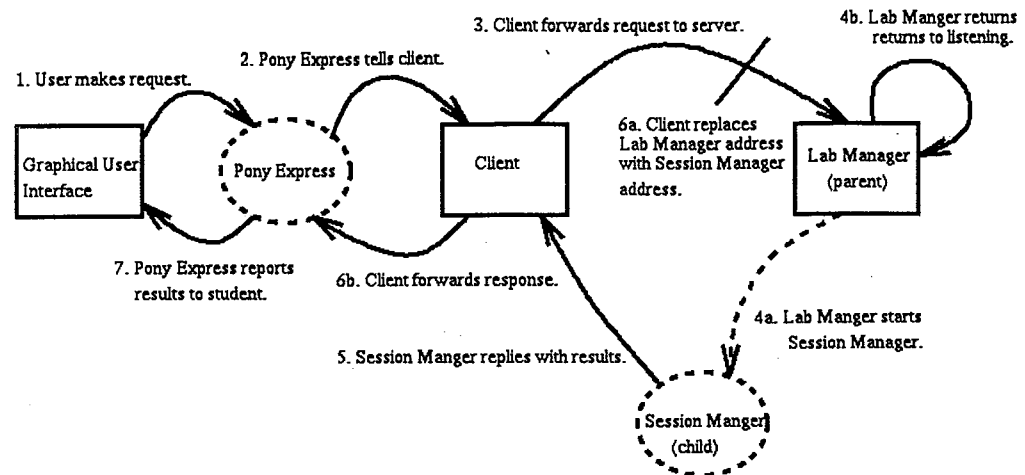 3. Client forwards request to server.
4b. Lab Manger returns
returns to listening.
2. Pony Express tells client.
1. User makes request.
Graphical User
Interface
Pony Express
Client
6a. Client replaces
Lab Manager address
with Session Manager
address.
Lab Manager
(parent)
7. Pony Express reports
results to student.
6b. Client forwards response.
4a. Lab Manger starts
Session Manager.
5. Session Manger replies with results.
Session Manger
(child)